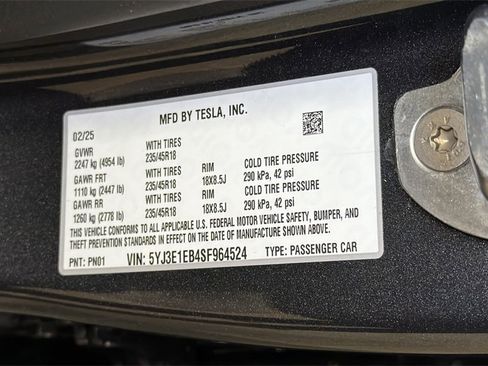 MFD BY TESLA, INC.
02/25
GVWR WITH TIRES
2247 kg (4954 lb) 235/45R18
GAWR FRT WITH TIRES RIM COLD TIRE PRESSURE
1110 kg (2447 lb) 235/45R18 18X8.5J 290 kPa, 42 psi
GAWR RR WITH TIRES RIM COLD TIRE PRESSURE
1260 kg (2778 lb) 235/45R18 18X8.5J 290 kPa, 42 psi
THIS VEHICLE CONFORMS TO ALL APPLICABLE U.S. FEDERAL MOTOR VEHICLE SAFETY, BUMPER, AND
THEFT PREVENTION STANDARDS IN EFFECT ON THE DATE OF MANUFACTURE SHOWN ABOVE.
PNT: PN01 VIN: 5YJ3E1EB4SF964524 TYPE: PASSENGER CAR